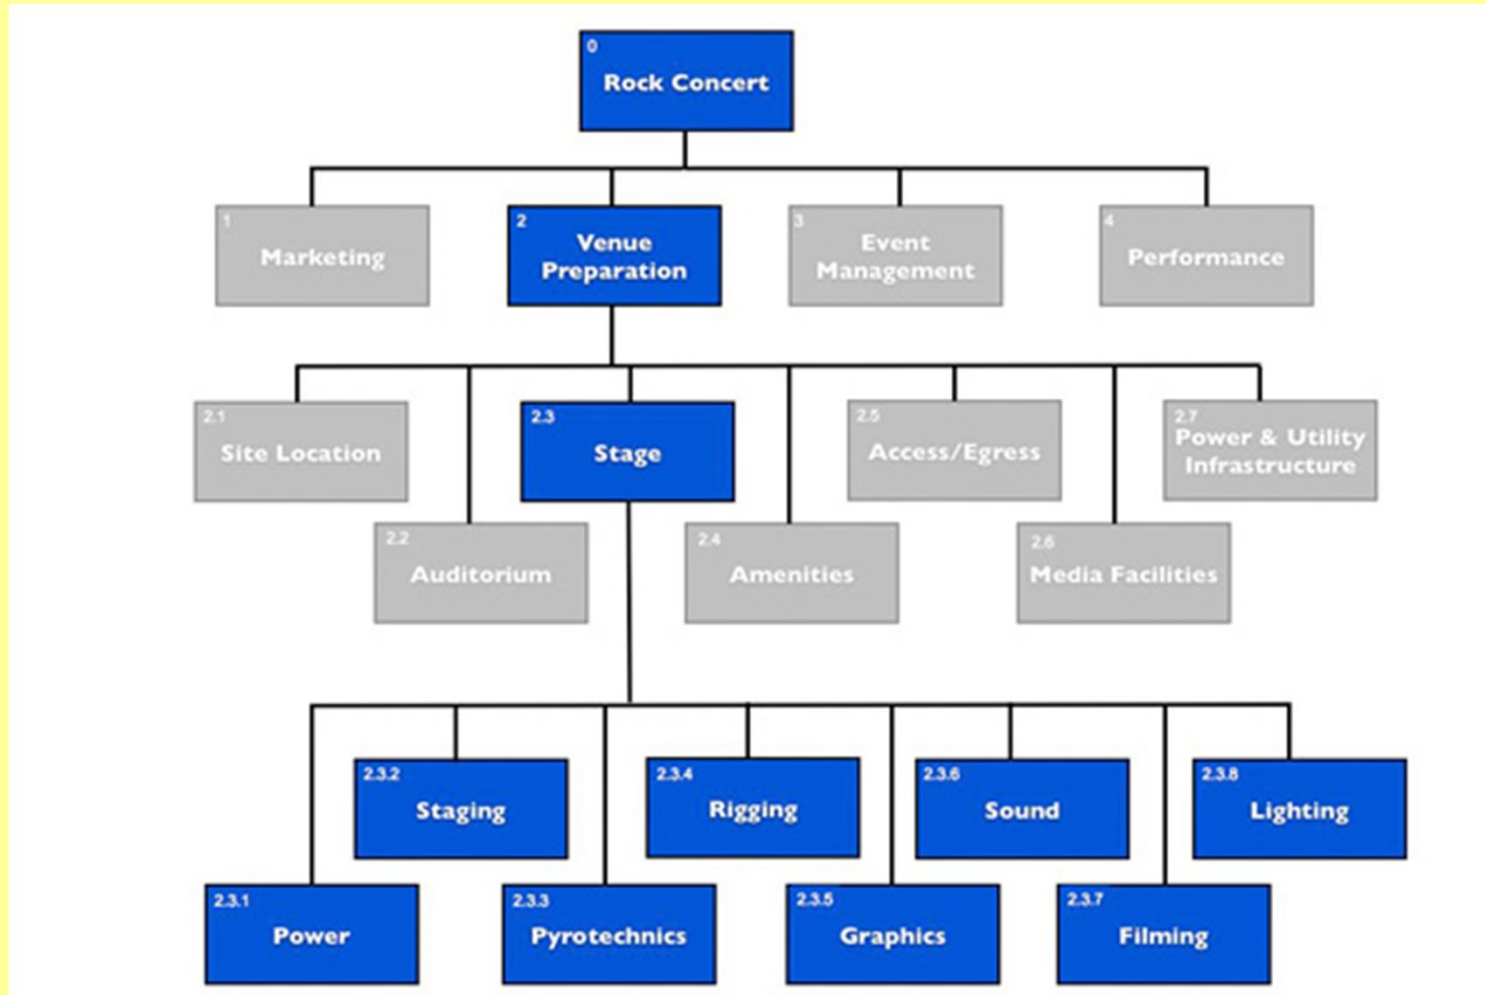 0
Rock Concert
1
Marketing
2
Venue
Preparation
3
Event
Management
4
Performance
2.1
Site Location
2.3
Stage
2.5
Access/Egress
2.7
Power & Utility
Infrastructure
2.2
Auditorium
2.4
Amenities
2.6
Media Facilities
2.3.2
Staging
2.3.4
Rigging
2.3.6
Sound
2.3.8
Lighting
2.3.1
Power
2.3.3
Pyrotechnics
2.3.5
Graphics
2.3.7
Filming